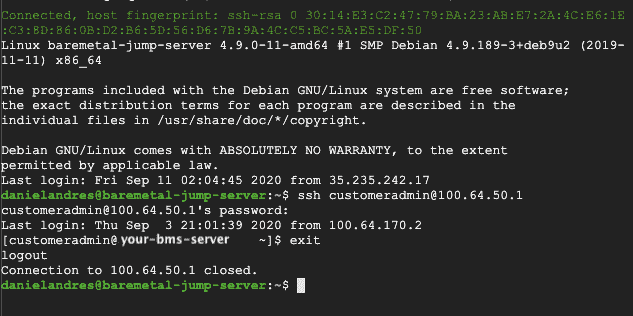 Connected, host fingerprint: ssh-rsa 0 30:14:E3:C2:47:79:BA:23:AB:E7:2A:4C:E6:1E
:C3:8D:86:0B:D2:B6:5D:56:D6:7B:9A:4C:C5:BC:5A:E5:DF:50
Linux baremetal-jump-server 4.9.0-11-amd64 #1 SMP Debian 4.9.189-3+deb9u2 (2019-
11-11) x86_64
The programs included with the Debian GNU/Linux system are free software;
the exact distribution terms for each program are described in the
individual files in /usr/share/doc/*/copyright.
Debian GNU/Linux comes with ABSOLUTELY NO WARRANTY, to the extent
permitted by applicable law.
Last login: Fri Sep 11 02:04:45 2020 from 35.235.242.17
danielandres@baremetal-jump-server:~$ ssh customeradmin@100.64.50.1
customeradmin@100.64.50.1's password:
Last login: Thu Sep  3 21:01:39 2020 from 100.64.170.2
[customeradmin@ your-bms-server ~]$ exit
logout
Connection to 100.64.50.1 closed.
danielandres@baremetal-jump-server:~$